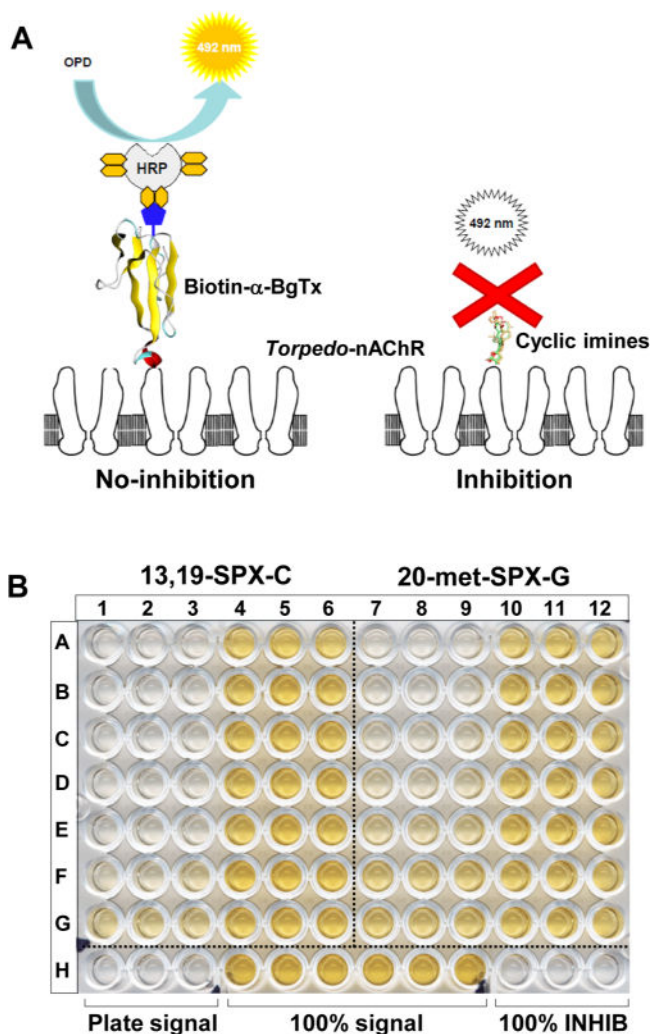 A
OPD
492 nm
HRP
Biotin-α-BgTx
492 nm
Torpedo-nAChR
Cyclic imines
No-inhibition
Inhibition
B
13,19-SPX-C 20-met-SPX-G
1 2 3 4 5 6 7 8 9 10 11 12
A
B
C
D
E
F
G
H
Plate signal 100% signal 100% INHIB